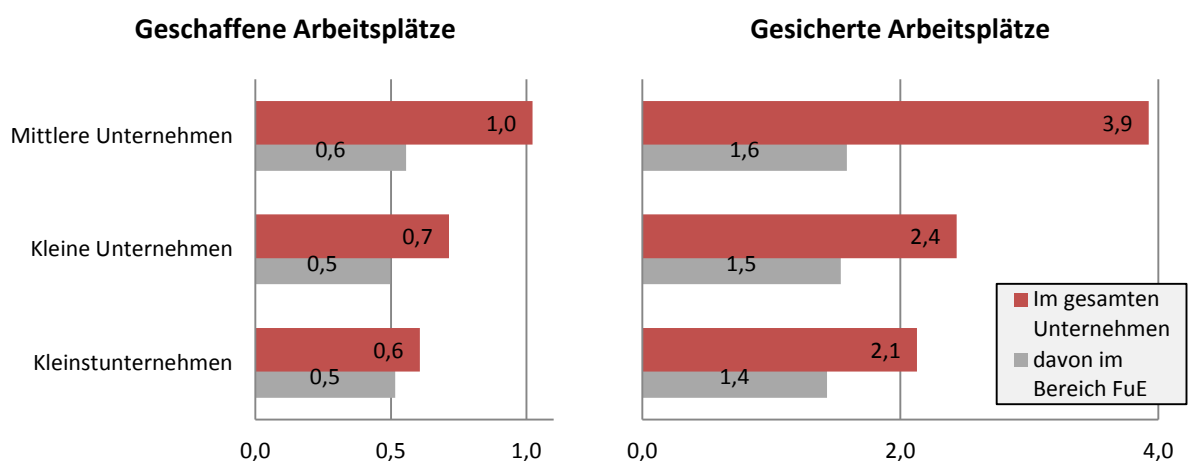 Geschaffene Arbeitsplätze
Gesicherte Arbeitsplätze
Mittlere Unternehmen
1,0
0,6
3,9
1,6
Kleine Unternehmen
0,7
0,5
2,4
1,5
Kleinstunternehmen
0,6
0,5
2,1
1,4
Im gesamten
Unternehmen
davon im
Bereich FuE
0,0 0,5 1,0
0,0 2,0 4,0